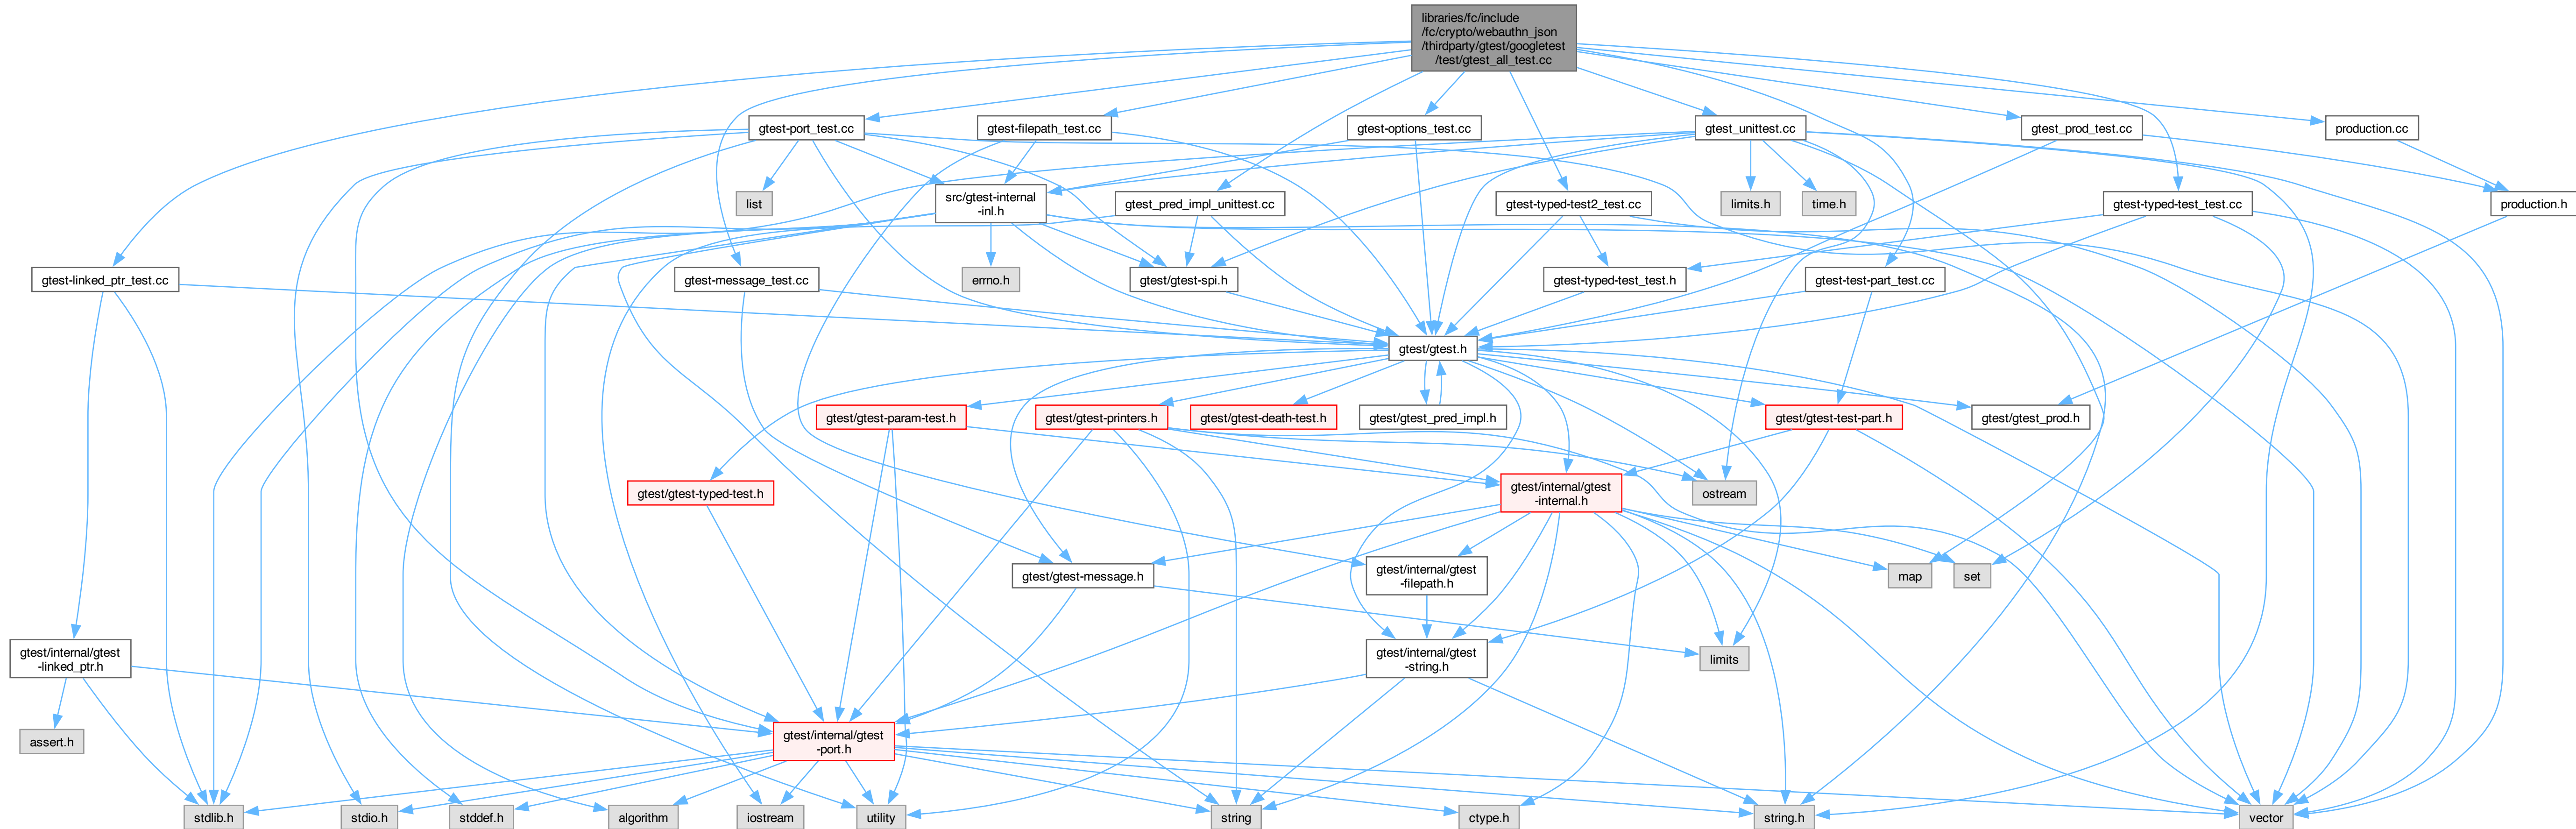 libraries/fc/include
/fc/crypto/webauthn_json
/thirdparty/gtest/googletest
/test/gtest_all_test.cc
gtest-port_test.cc
gtest-filepath_test.cc
gtest-options_test.cc
gtest_unittest.cc
gtest_prod_test.cc
production.cc
list
src/gtest-internal
-inl.h
gtest_pred_impl_unittest.cc
gtest-typed-test2_test.cc
limits.h
time.h
gtest-typed-test_test.cc
production.h
gtest-linked_ptr_test.cc
gtest-message_test.cc
errno.h
gtest/gtest-spi.h
gtest-typed-test_test.h
gtest-test-part_test.cc
gtest/gtest.h
gtest/gtest-param-test.h
gtest/gtest-printers.h
gtest/gtest-death-test.h
gtest/gtest_pred_impl.h
gtest/gtest-test-part.h
gtest/gtest_prod.h
gtest/gtest-typed-test.h
gtest/internal/gtest
-internal.h
ostream
gtest/gtest-message.h
gtest/internal/gtest
-filepath.h
map
set
gtest/internal/gtest
-linked_ptr.h
gtest/internal/gtest
-string.h
limits
assert.h
gtest/internal/gtest
-port.h
stdlib.h
stdio.h
stddef.h
algorithm
iostream
utility
string
ctype.h
string.h
vector